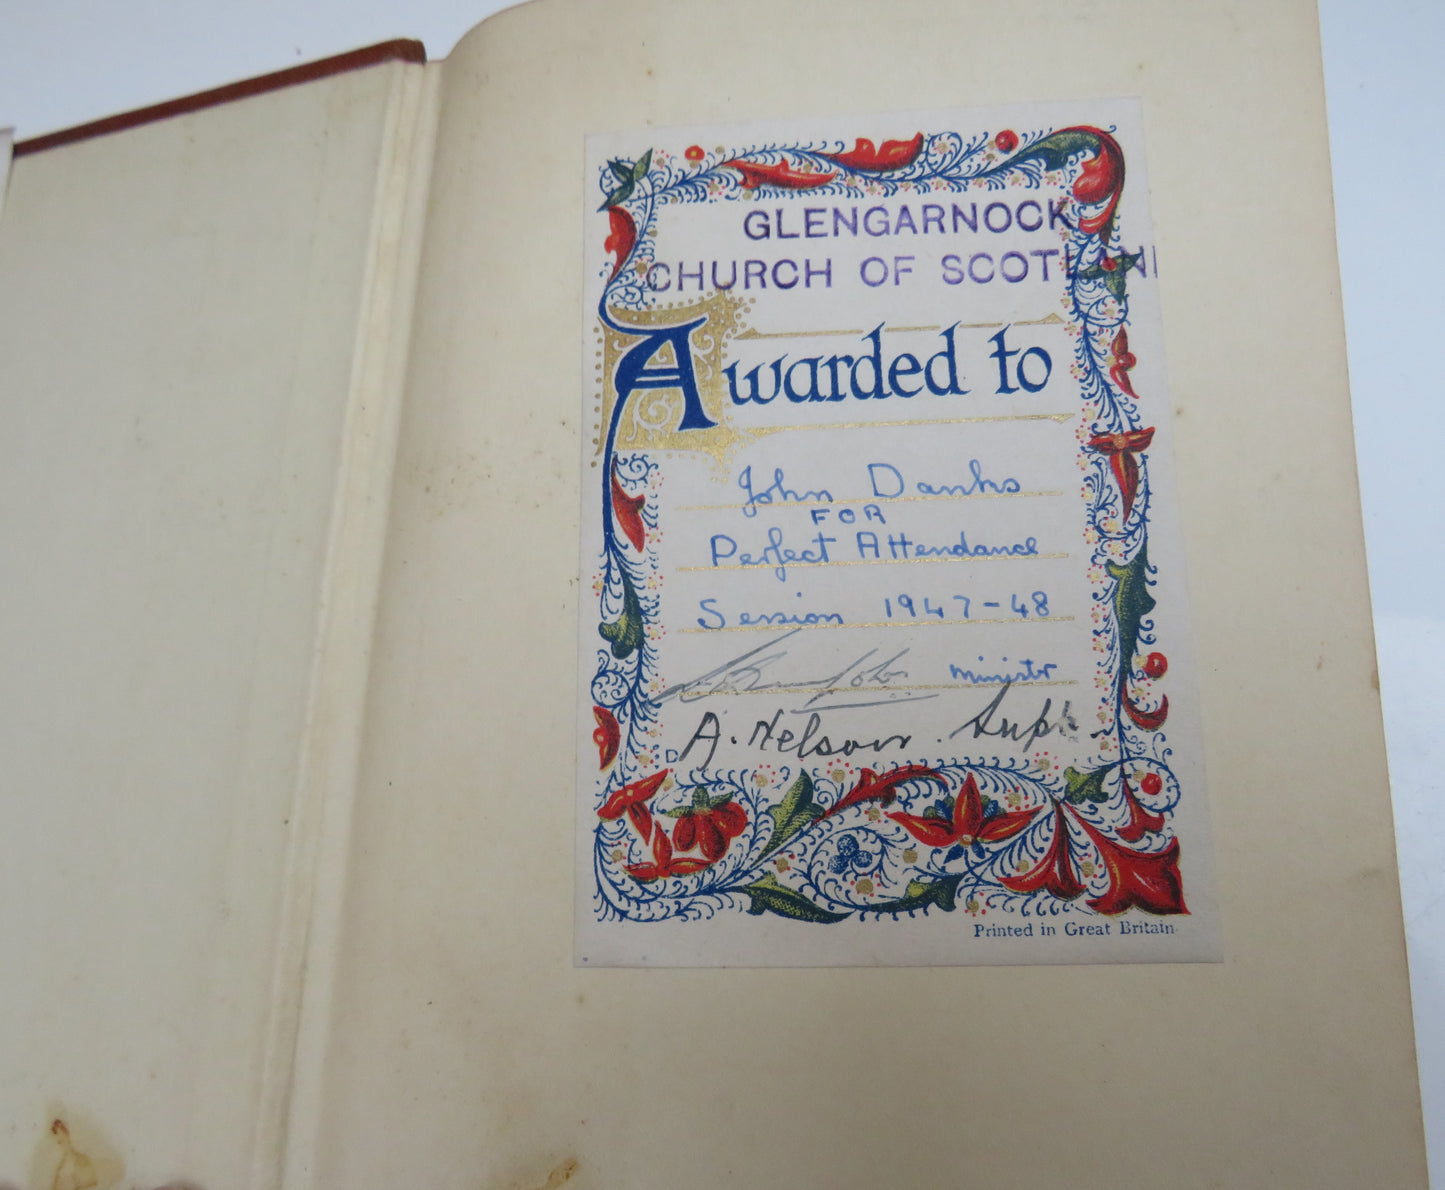 GLENGARNOCK
CHURCH OF SCOTLAND
Awarded to
John Danks
FOR
Perfect Attendance
Session 1947-48
Minister
A. Nelson. Supt.
Printed in Great Britain